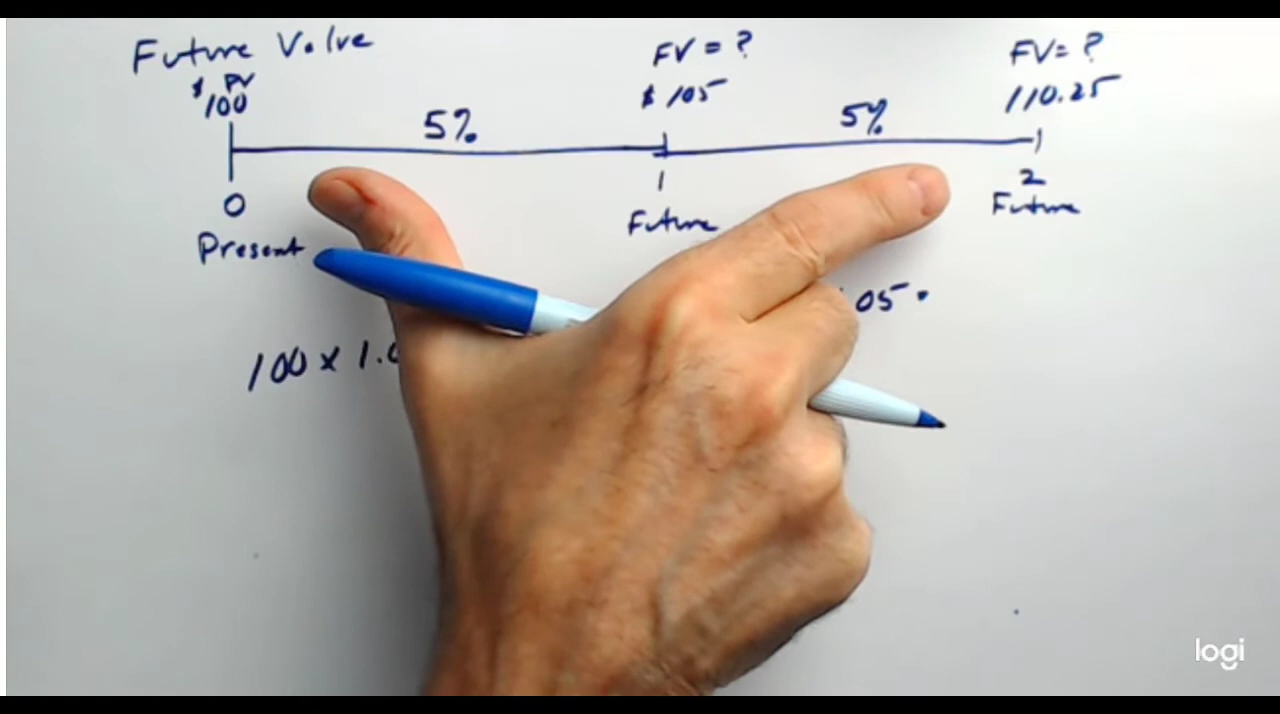 Future Value
FV = ?
FV = ?
PV
$100
$105
110.25
5%
5%
0
1
2
Present
Future
Future
05
100 x 1.0
logi